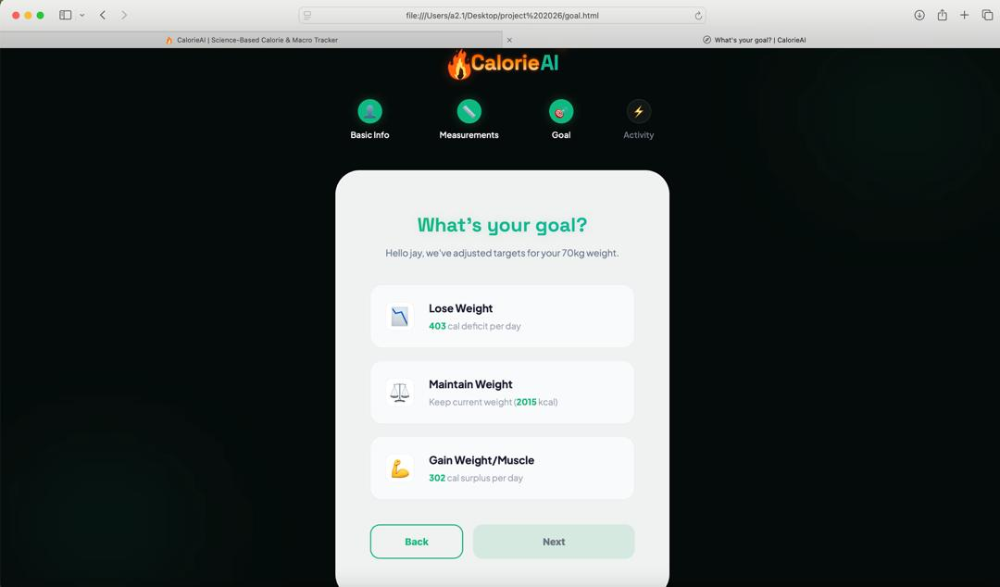 file:///Users/a2.1/Desktop/project%202026/goal.html
CalorieAI | Science-Based Calorie & Macro Tracker
What's your goal? | CalorieAI
CalorieAI
Basic Info
Measurements
Goal
Activity
What's your goal?
Hello jay, we've adjusted targets for your 70kg weight.
Lose Weight
403 cal deficit per day
Maintain Weight
Keep current weight (2015 kcal)
Gain Weight/Muscle
302 cal surplus per day
Back
Next